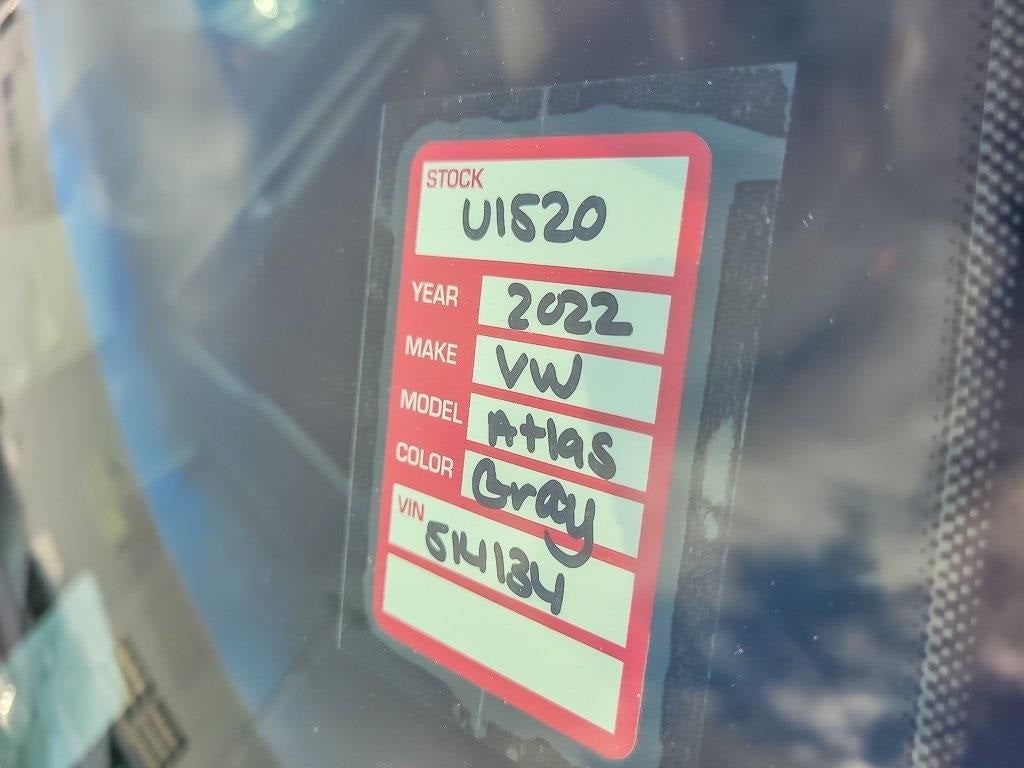 STOCK
U1520
YEAR 2022
MAKE VW
MODEL Atlas
COLOR Gray
VIN
514134